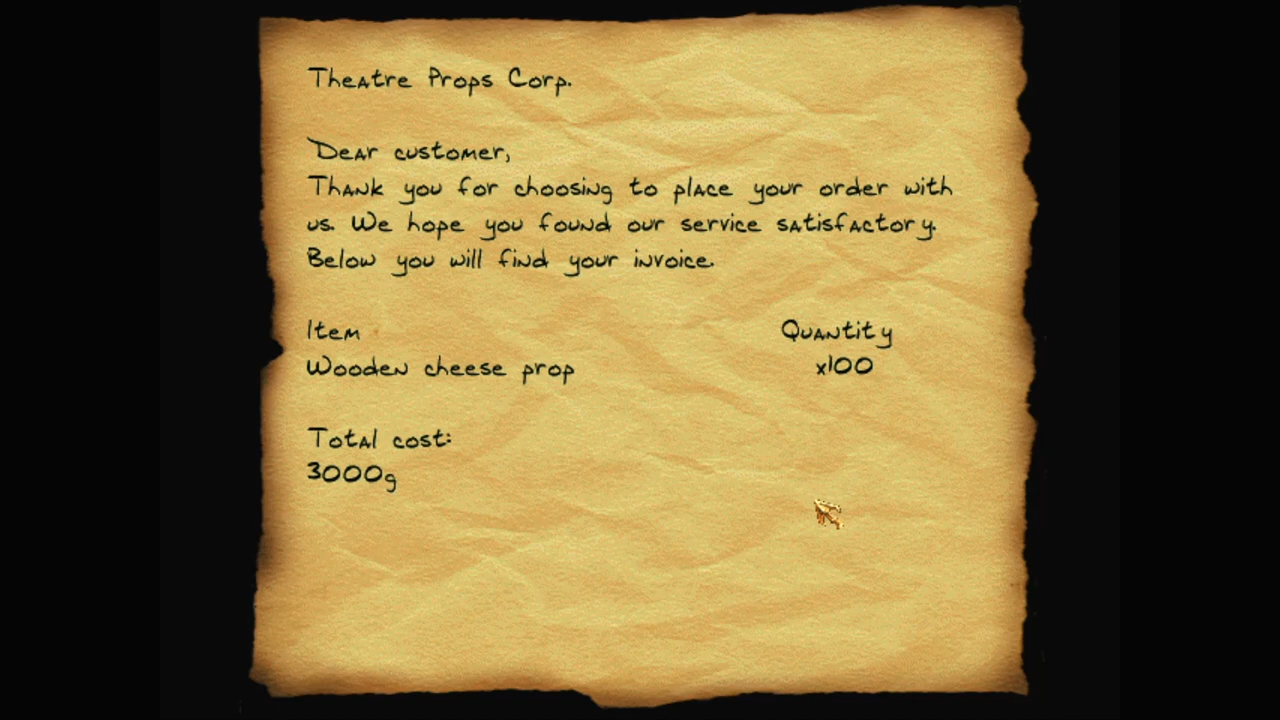 Theatre Props Corp.
Dear customer,
Thank you for choosing to place your order with
us. We hope you found our service satisfactory.
Below you will find your invoice.
Item Quantity
Wooden cheese prop x100
Total cost:
3000g